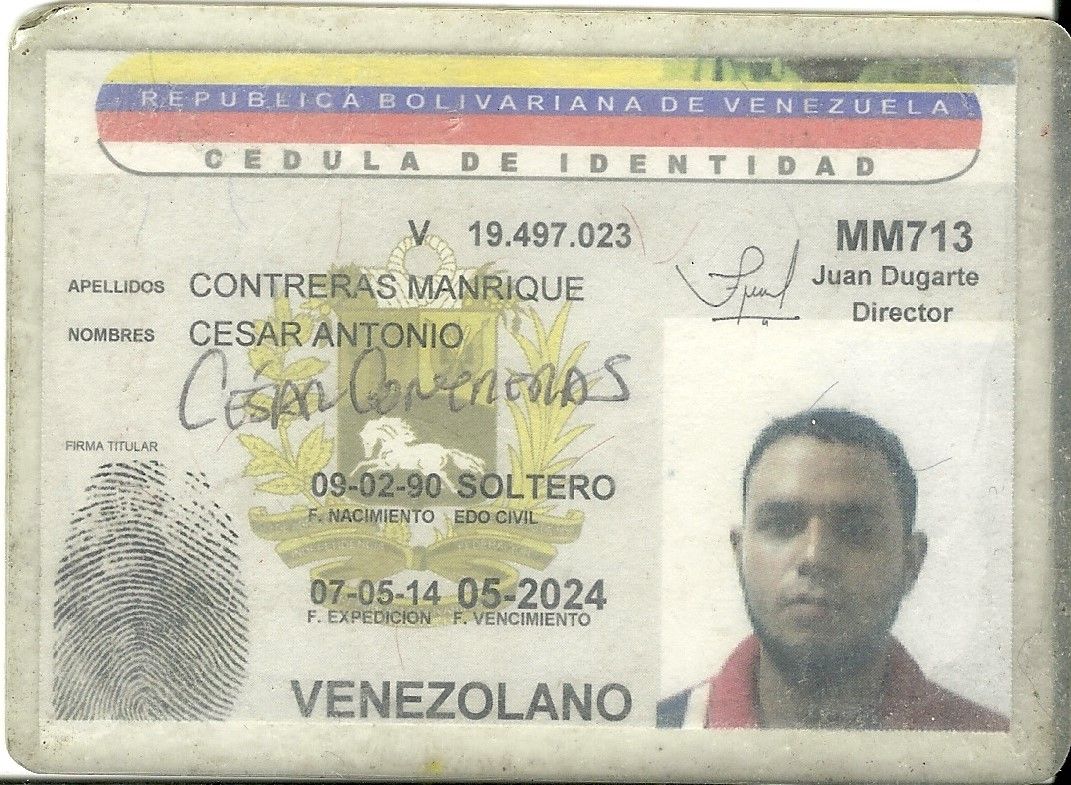 REPUBLICA BOLIVARIANA DE VENEZUELA
CEDULA DE IDENTIDAD
V 19.497.023
MM713
Juan Dugarte
Director
APELLIDOS CONTRERAS MANRIQUE
NOMBRES CESAR ANTONIO
CÉSAR CONTRERAS
FIRMA TITULAR
09-02-90 SOLTERO
F. NACIMIENTO EDO CIVIL
07-05-14 05-2024
F. EXPEDICION F. VENCIMIENTO
VENEZOLANO